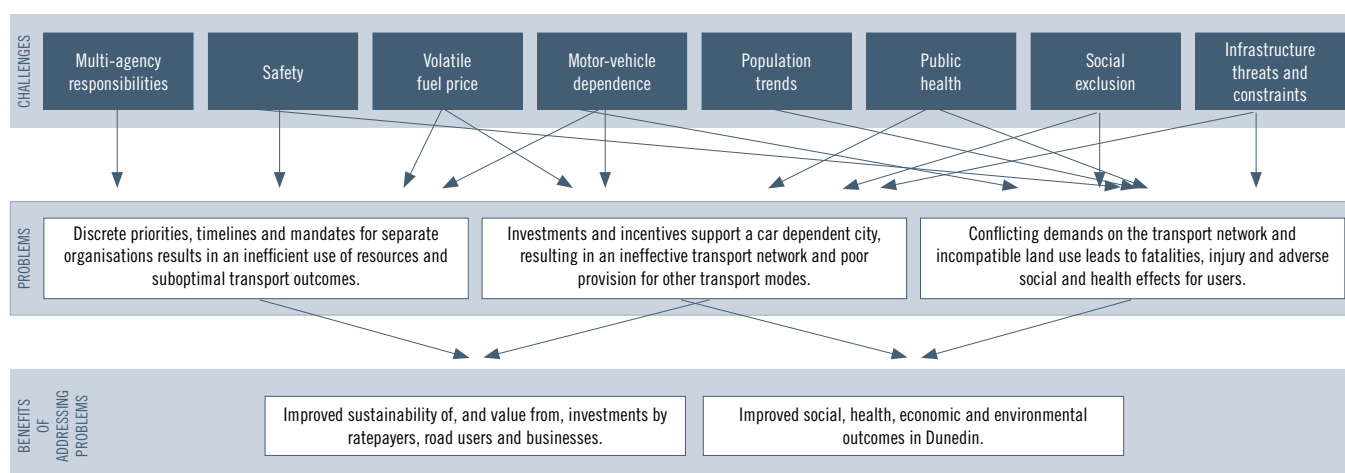 CHALLENGES
Multi-agency
responsibilities
Safety
Volatile
fuel price
Motor-vehicle
dependence
Population
trends
Public
health
Social
exclusion
Infrastructure
threats and
constraints
PROBLEMS
Discrete priorities, timelines and mandates for separate
organisations results in an inefficient use of resources and
suboptimal transport outcomes.
Investments and incentives support a car dependent city,
resulting in an ineffective transport network and poor
provision for other transport modes.
Conflicting demands on the transport network and
incompatible land use leads to fatalities, injury and adverse
social and health effects for users.
BENEFITS
OF
ADDRESSING
PROBLEMS
Improved sustainability of, and value from, investments by
ratepayers, road users and businesses.
Improved social, health, economic and environmental
outcomes in Dunedin.